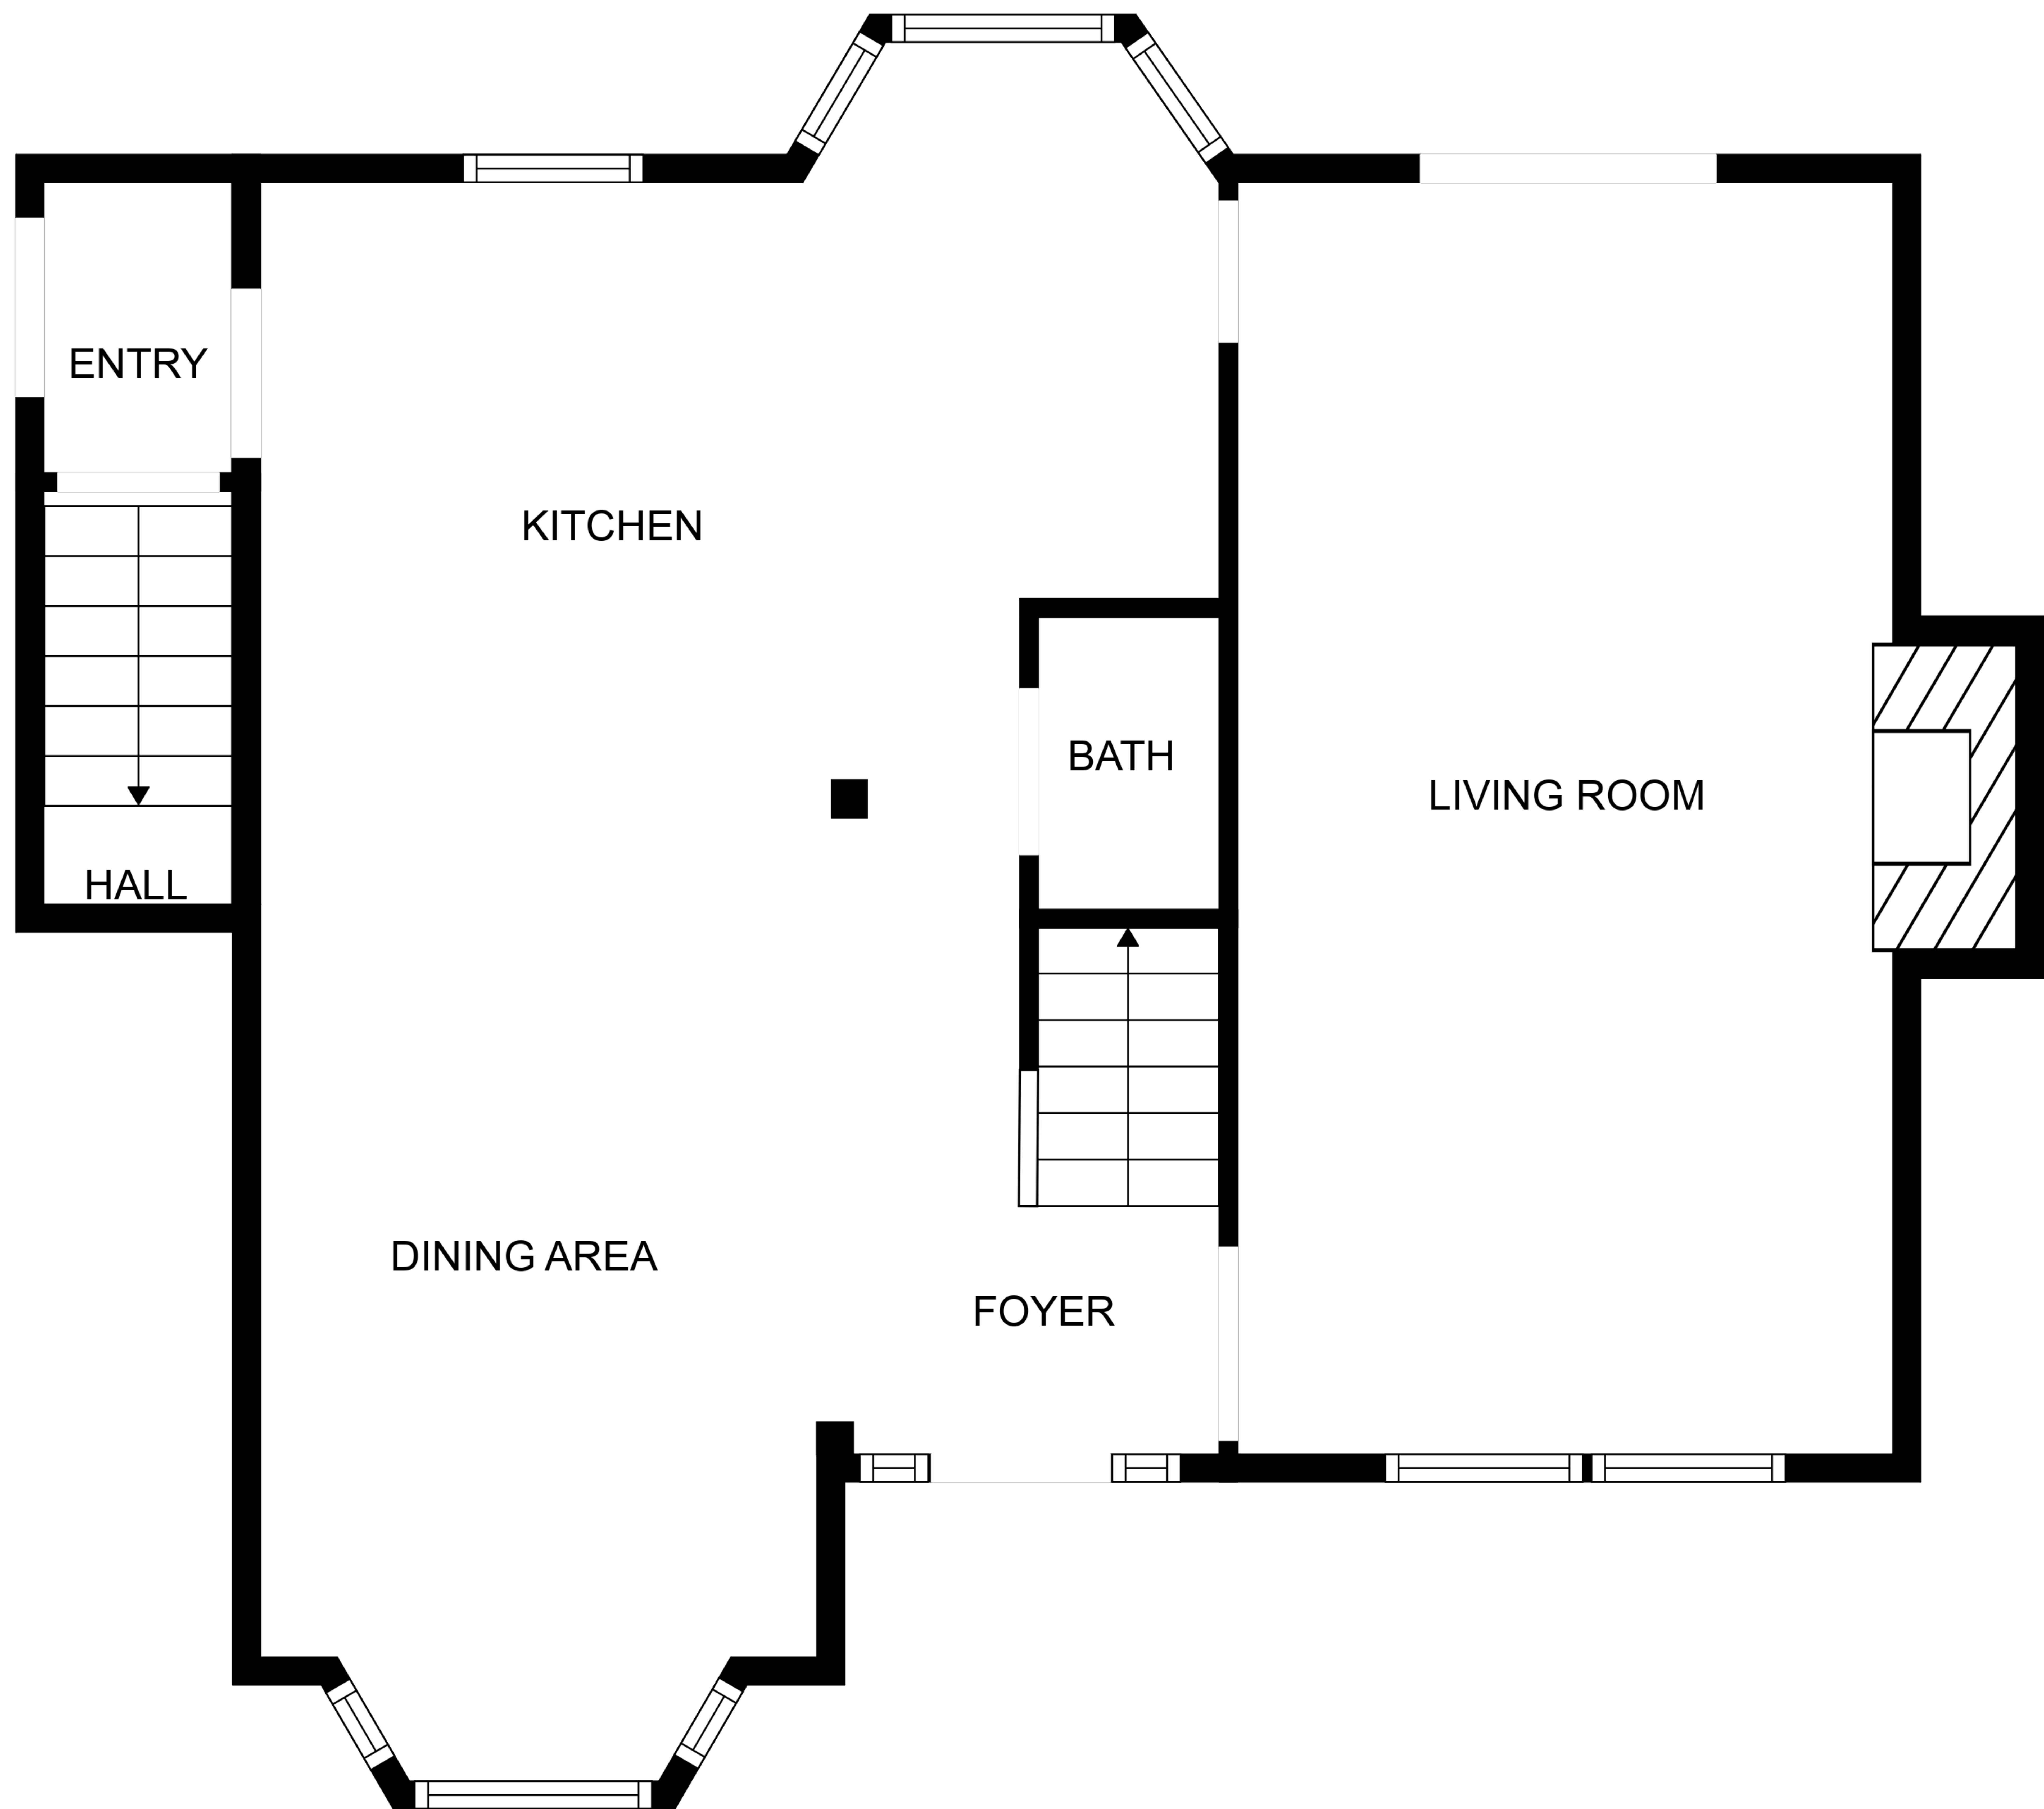 ENTRY
KITCHEN
BATH
LIVING ROOM
HALL
DINING AREA
FOYER